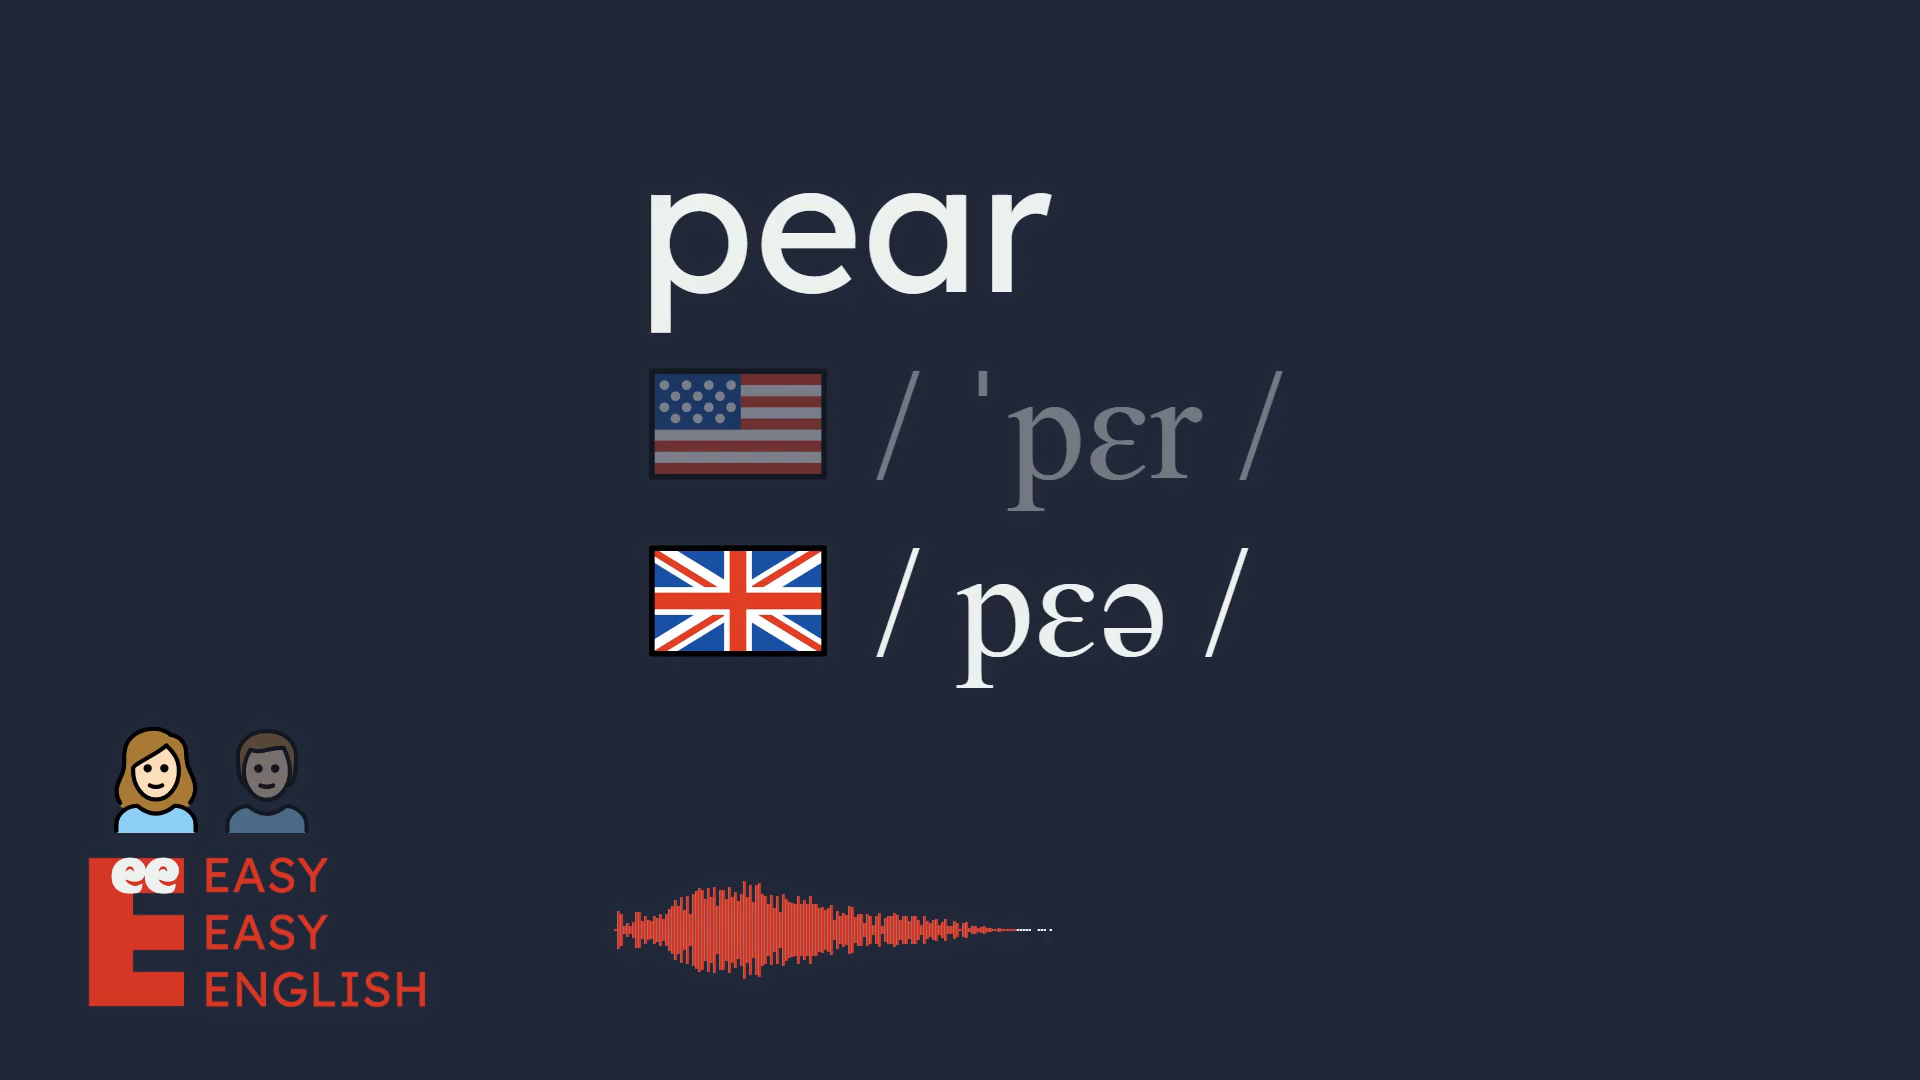 pear
/ ˈpɛr /
/ pɛə /
ee
EASY
EASY
ENGLISH